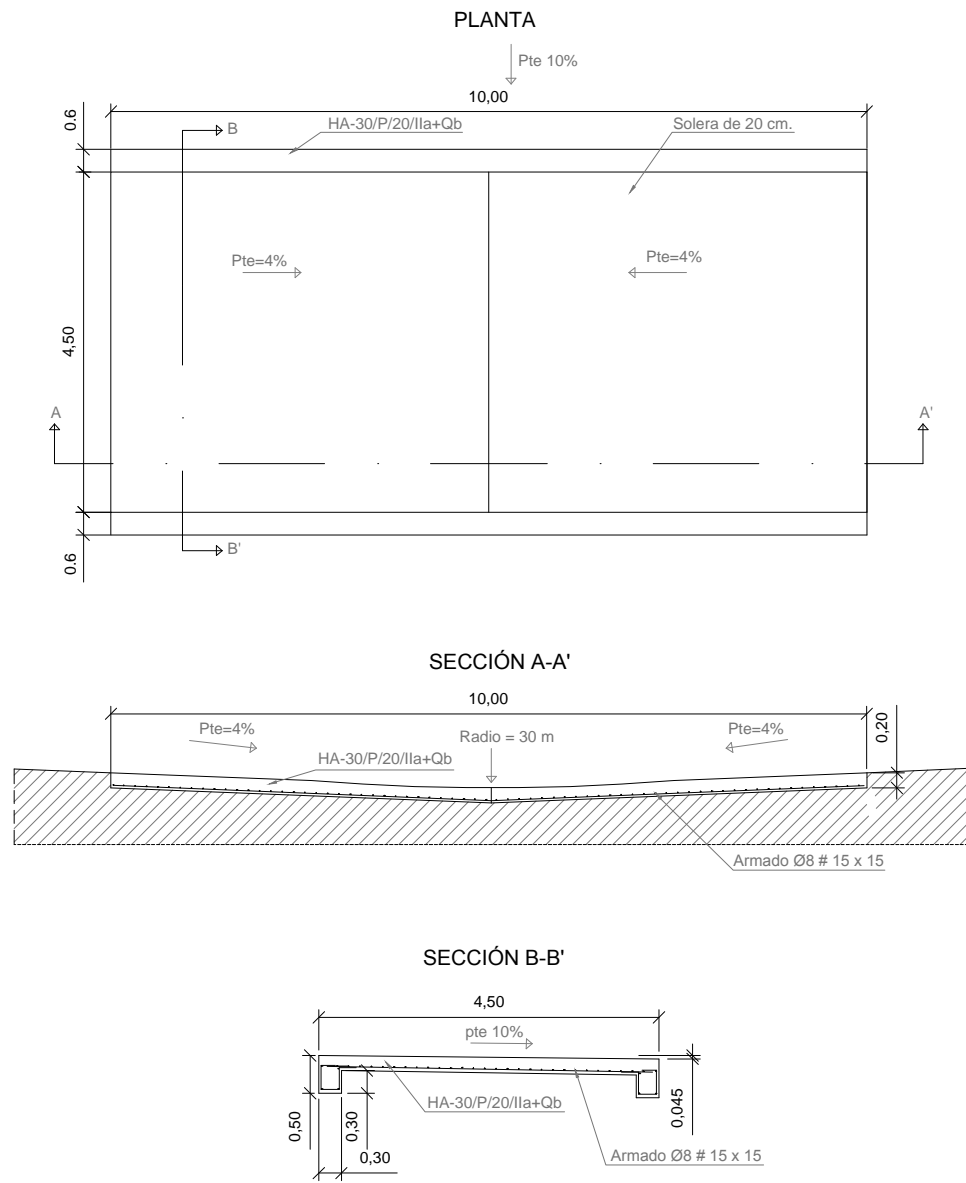 PLANTA
Pte 10%
10,00
0.6
HA-30/P/20/IIa+Qb
Solera de 20 cm.
B
Pte=4%
Pte=4%
4,50
A
A'
B'
0.6
SECCIÓN A-A'
10,00
Pte=4%
Radio = 30 m
Pte=4%
0,20
HA-30/P/20/IIa+Qb
Armado Ø8 # 15 x 15
SECCIÓN B-B'
4,50
pte 10%
HA-30/P/20/IIa+Qb
0,50
0,30
0,30
0,045
Armado Ø8 # 15 x 15